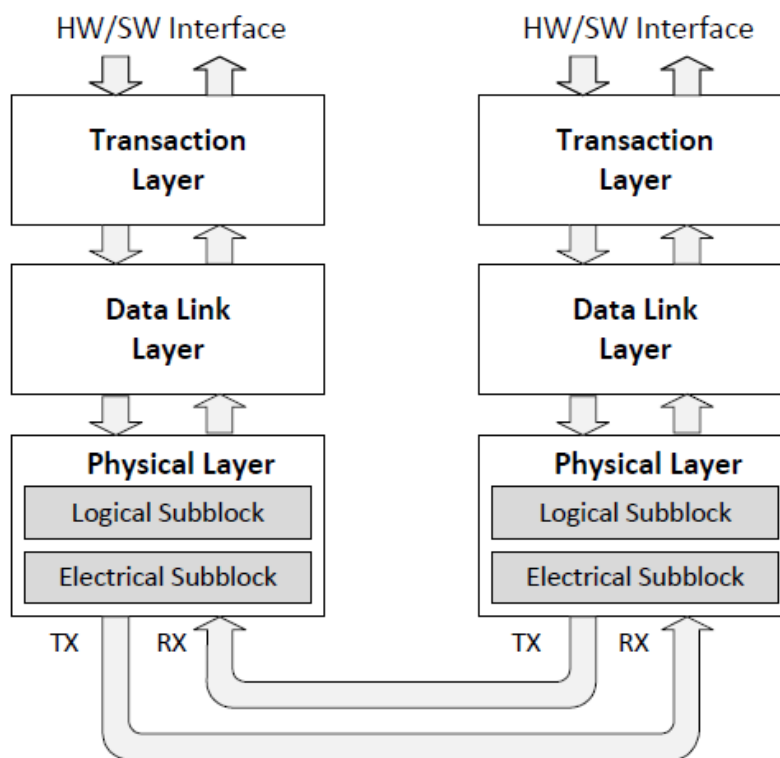 HW/SW Interface
Transaction
Layer
Data Link
Layer
Physical Layer
Logical Subblock
Electrical Subblock
TX RX
HW/SW Interface
Transaction
Layer
Data Link
Layer
Physical Layer
Logical Subblock
Electrical Subblock
TX RX